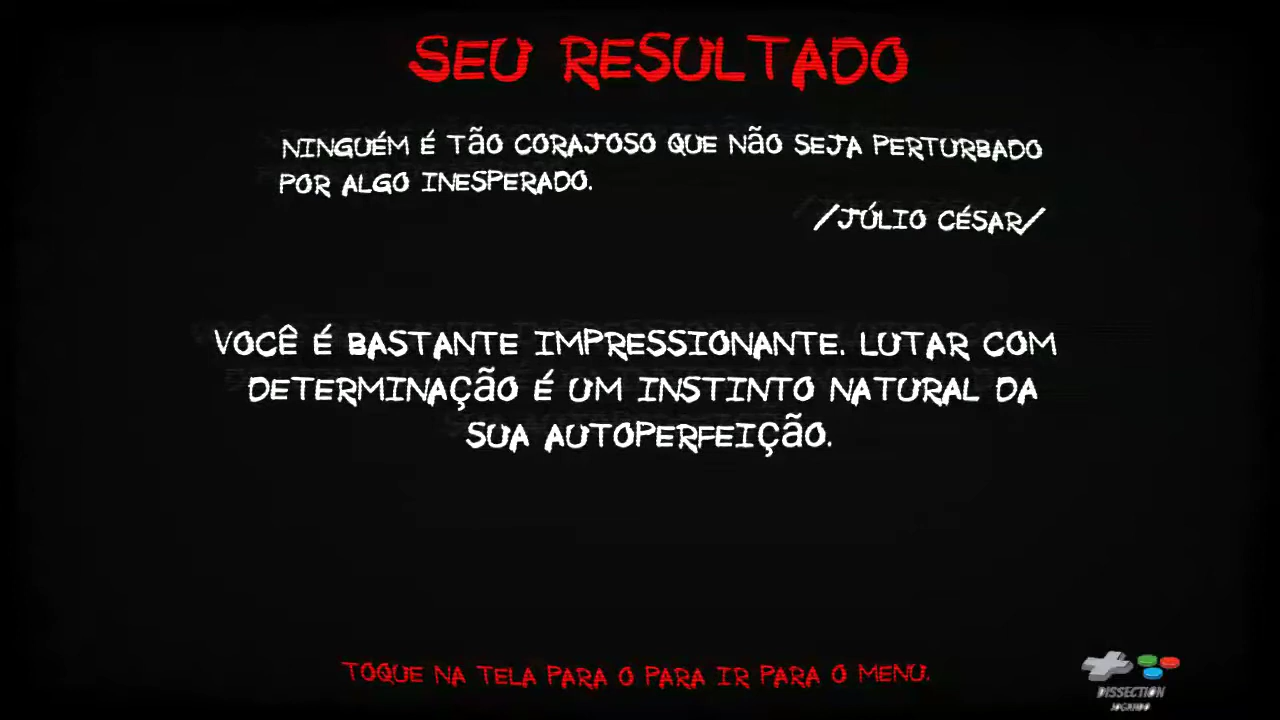 SEU RESULTADO
NINGUÉM É TÃO CORAJOSO QUE NÃO SEJA PERTURBADO
POR ALGO INESPERADO.
/JÚLIO CÉSAR/
VOCÊ É BASTANTE IMPRESSIONANTE. LUTAR COM
DETERMINAÇÃO É UM INSTINTO NATURAL DA
SUA AUTOPERFEIÇÃO.
TOQUE NA TELA PARA O PARA IR PARA O MENU.
DISSECTION
JOGANDO